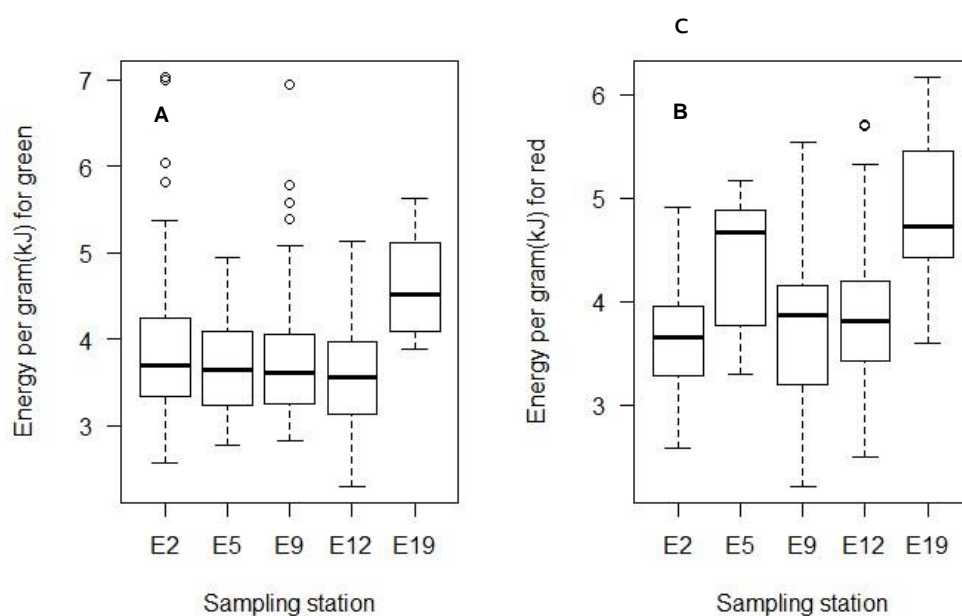 C
A
Energy per gram(kJ) for green
7
6
5
4
3
E2 E5 E9 E12 E19
Sampling station
B
Energy per gram(kJ) for red
6
5
4
3
E2 E5 E9 E12 E19
Sampling station